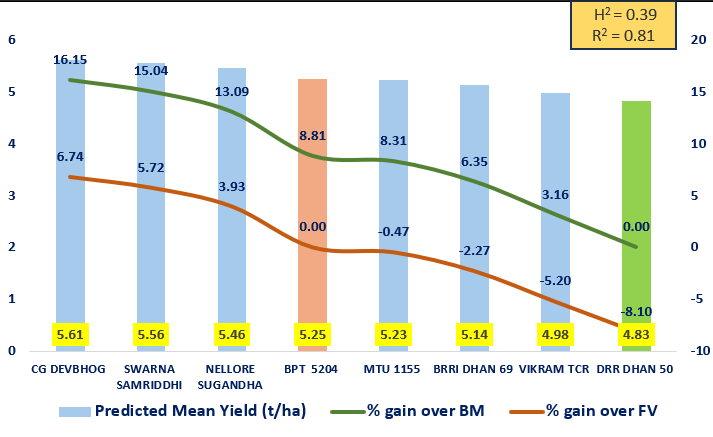 H² = 0.39
R² = 0.81
6
5
4
3
2
1
0
20
15
10
5
0
-5
-10
16.15
15.04
13.09
8.81
8.31
6.35
3.16
0.00
6.74
5.72
3.93
0.00
-0.47
-2.27
-5.20
-8.10
5.61
5.56
5.46
5.25
5.23
5.14
4.98
4.83
CG DEVBHOG
SWARNA
SAMRIDDHI
NELLORE
SUGANDHA
BPT 5204
MTU 1155
BRRI DHAN 69
VIKRAM TCR
DRR DHAN 50
Predicted Mean Yield (t/ha)
% gain over BM
% gain over FV